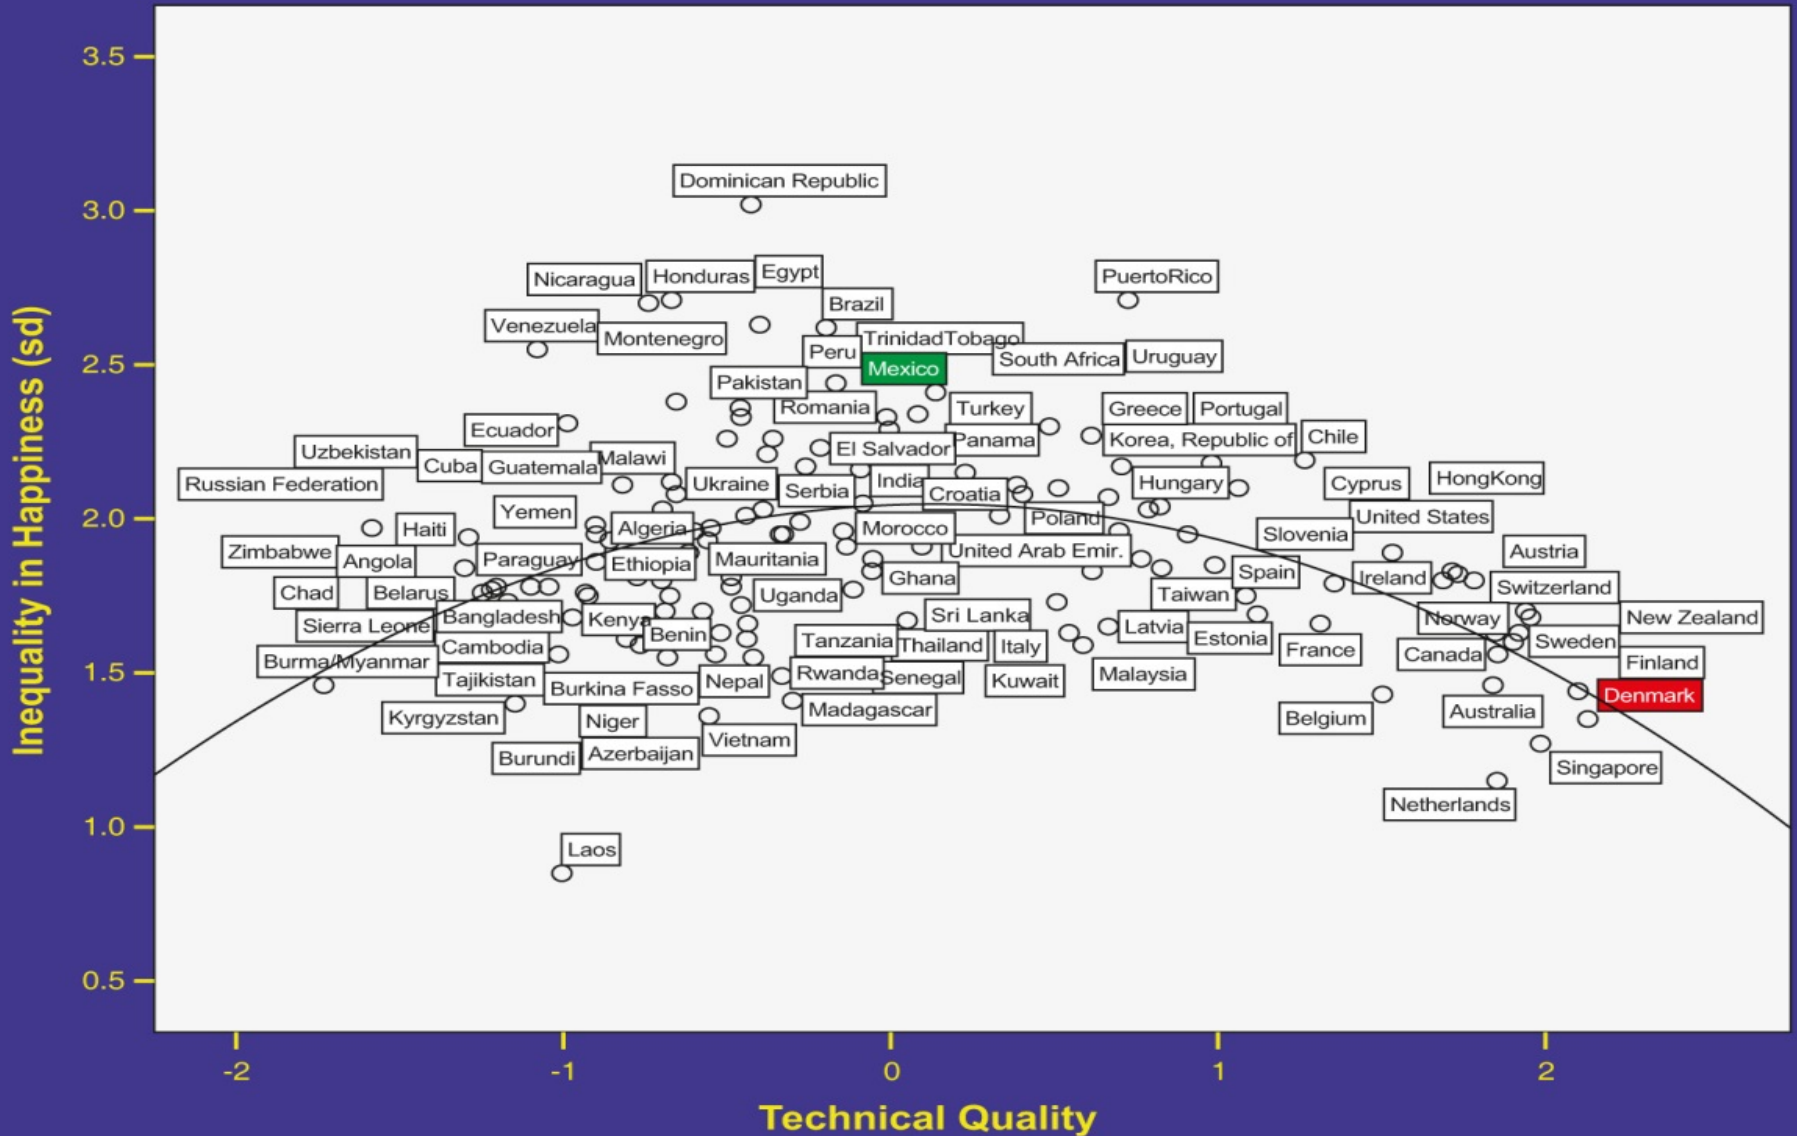 Inequality in Happiness (sd)
3.5
3.0
2.5
2.0
1.5
1.0
0.5
Dominican Republic
Nicaragua
Honduras
Egypt
PuertoRico
Brazil
Venezuela
Montenegro
TrinidadTobago
Peru
South Africa
Uruguay
Mexico
Pakistan
Romania
Turkey
Greece
Portugal
Ecuador
Panama
Korea, Republic of
Chile
Uzbekistan
El Salvador
Cuba
Guatemala
Malawi
Russian Federation
Ukraine
Serbia
India
Croatia
Hungary
Cyprus
HongKong
Yemen
Haiti
Algeria
Morocco
Poland
United States
Slovenia
Zimbabwe
Angola
Paraguay
Ethiopia
Mauritania
United Arab Emir.
Austria
Chad
Belarus
Uganda
Ghana
Taiwan
Spain
Ireland
Switzerland
Sierra Leone
Bangladesh
Kenya
Sri Lanka
Norway
New Zealand
Cambodia
Benin
Tanzania
Thailand
Italy
Latvia
Estonia
France
Canada
Sweden
Burma/Myanmar
Finland
Tajikistan
Burkina Fasso
Nepal
Rwanda
Senegal
Kuwait
Malaysia
Denmark
Kyrgyzstan
Niger
Madagascar
Belgium
Australia
Burundi
Azerbaijan
Vietnam
Singapore
Netherlands
Laos
-2
-1
0
1
2
Technical Quality